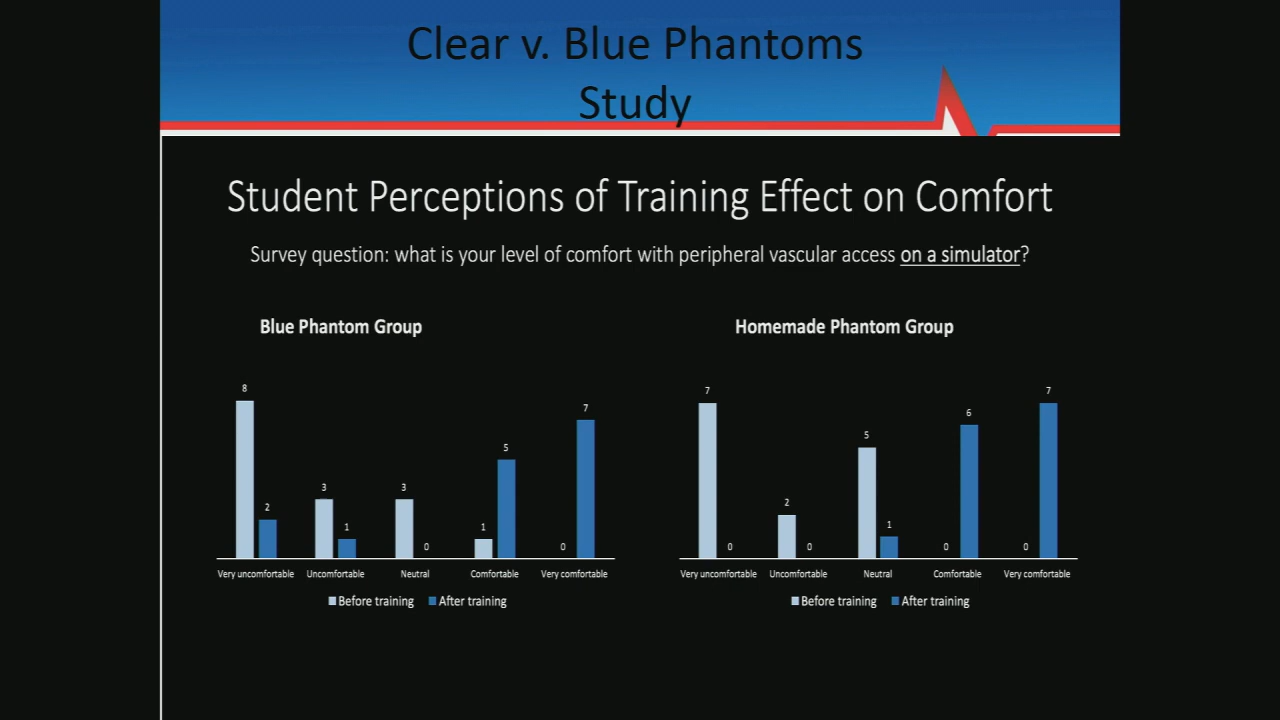 Clear v. Blue Phantoms
Study
Student Perceptions of Training Effect on Comfort
Survey question: what is your level of comfort with peripheral vascular access on a simulator?
Blue Phantom Group
8
2
3
1
3
0
1
5
0
7
Very uncomfortable
Uncomfortable
Neutral
Comfortable
Very comfortable
Before training
After training
Homemade Phantom Group
7
0
2
0
5
1
0
6
0
7
Very uncomfortable
Uncomfortable
Neutral
Comfortable
Very comfortable
Before training
After training